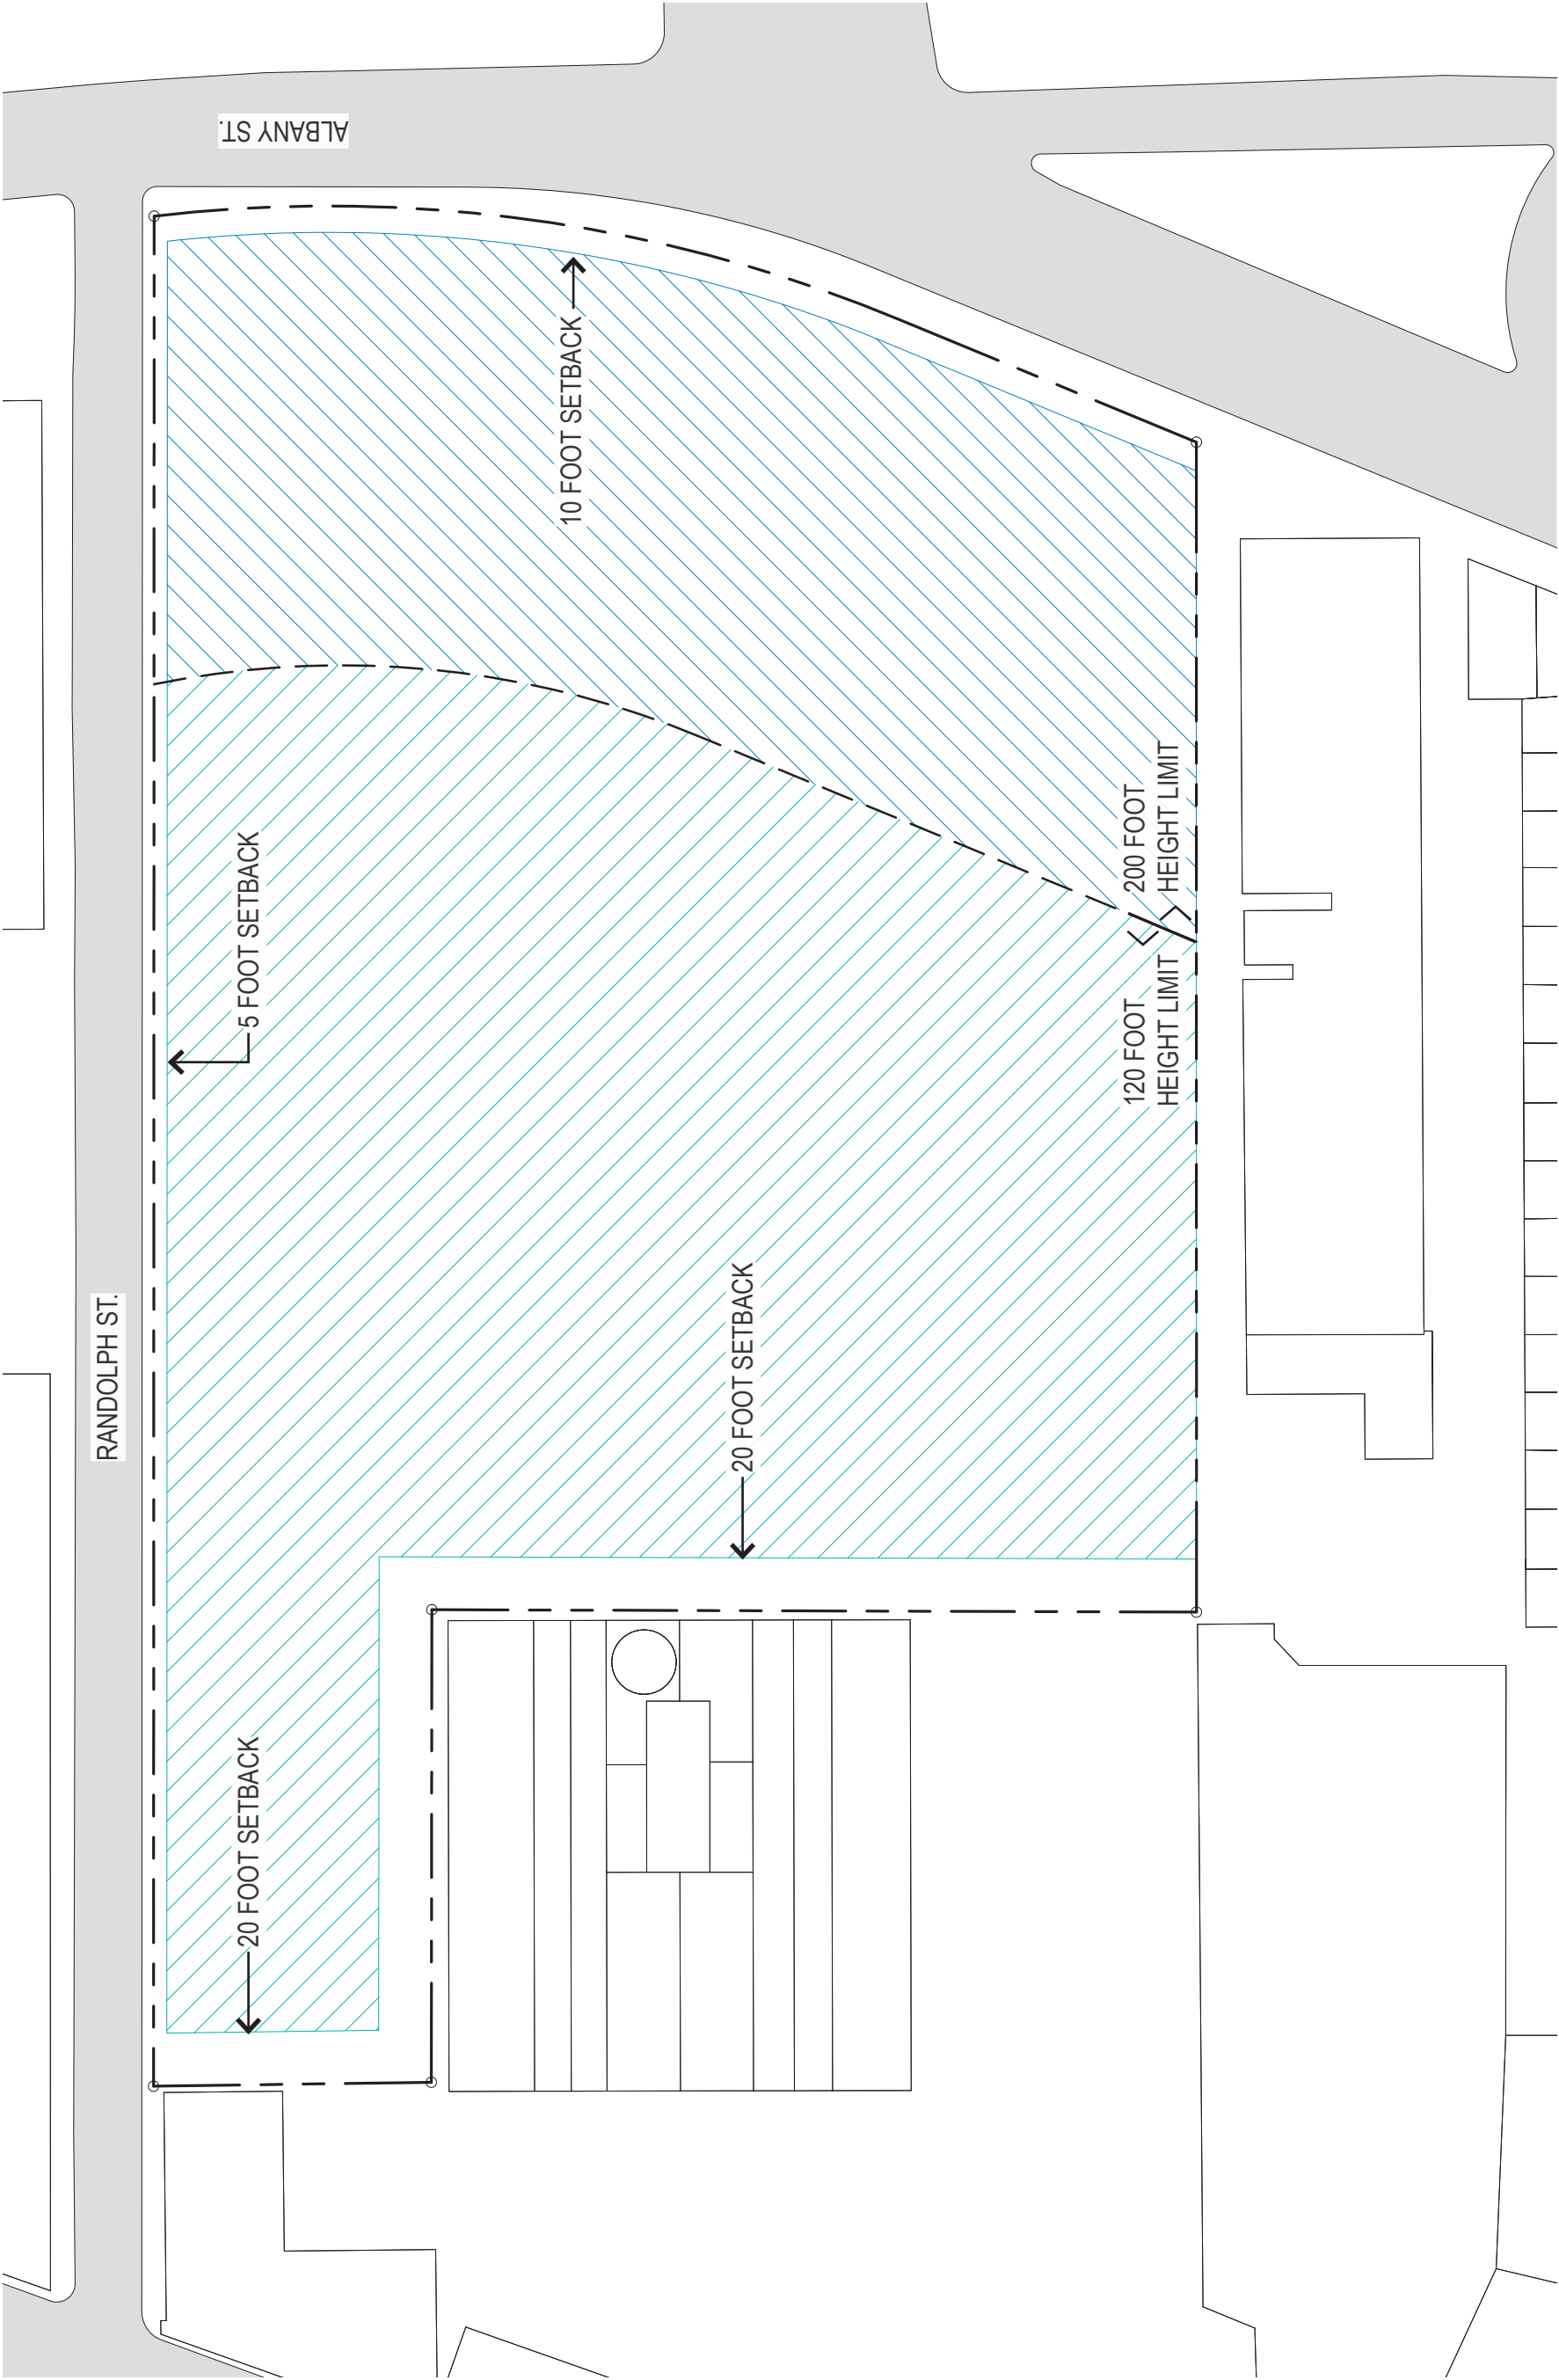 ALBANY ST.
10 FOOT SETBACK
5 FOOT SETBACK
200 FOOT
HEIGHT LIMIT
120 FOOT
HEIGHT LIMIT
RANDOLPH ST.
20 FOOT SETBACK
20 FOOT SETBACK